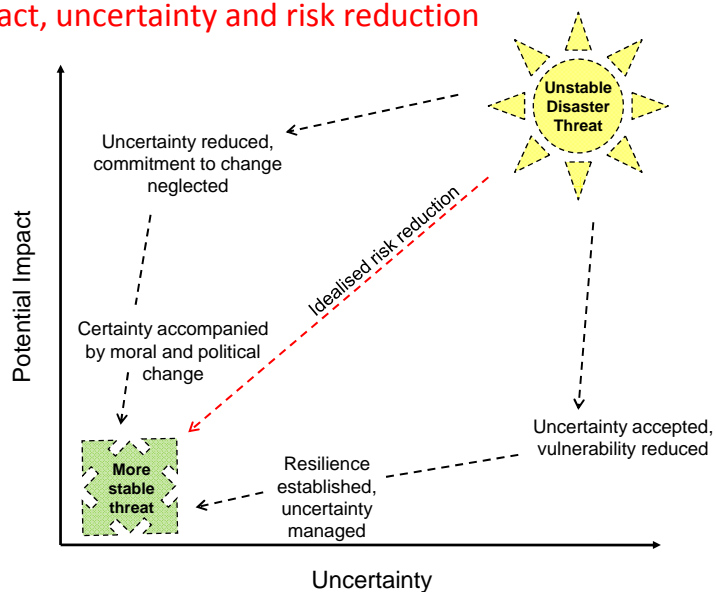 act, uncertainty and risk reduction
Unstable
Disaster
Threat
Uncertainty reduced,
commitment to change
neglected
Idealised risk reduction
Potential Impact
Certainty accompanied
by moral and political
change
Uncertainty accepted,
vulnerability reduced
More
stable
threat
Resilience
established,
uncertainty
managed
Uncertainty